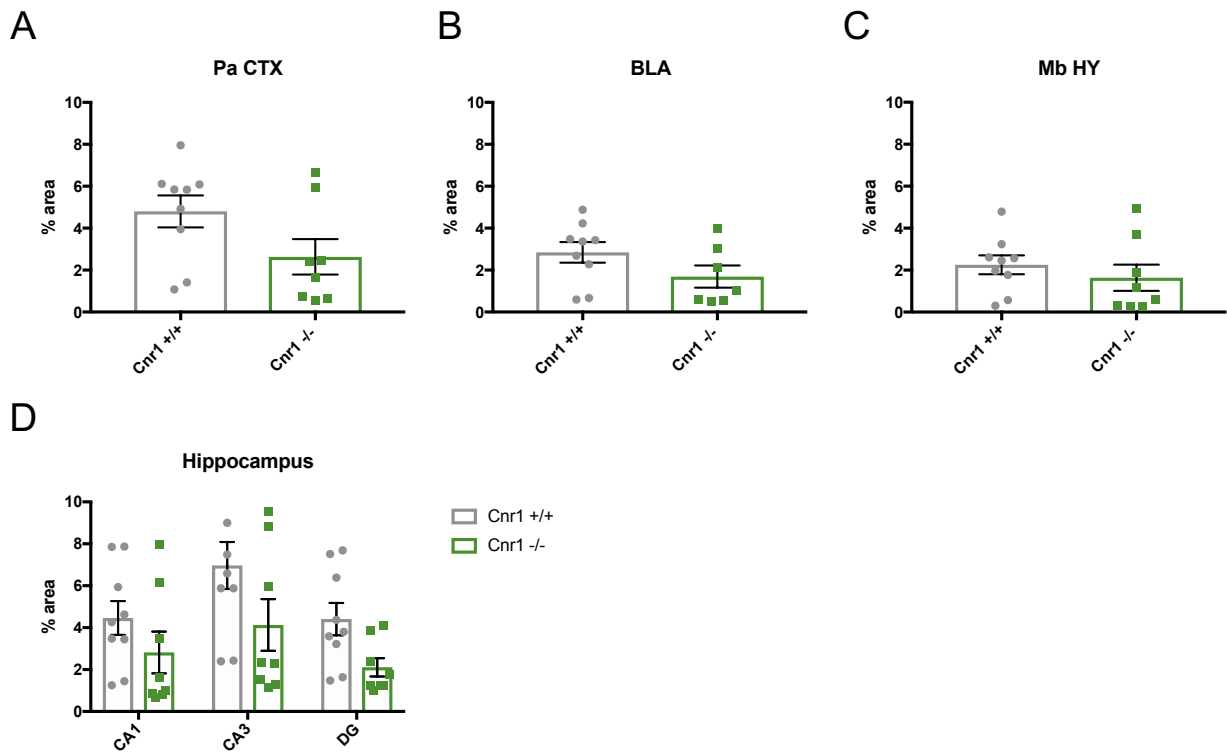 A
Pa CTX
% area
10
8
6
4
2
0
Cnr1 +/+
Cnr1 -/-
B
BLA
% area
10
8
6
4
2
0
Cnr1 +/+
Cnr1 -/-
C
Mb HY
% area
10
8
6
4
2
0
Cnr1 +/+
Cnr1 -/-
D
Hippocampus
% area
10
8
6
4
2
0
CA1
CA3
DG
Cnr1 +/+
Cnr1 -/-